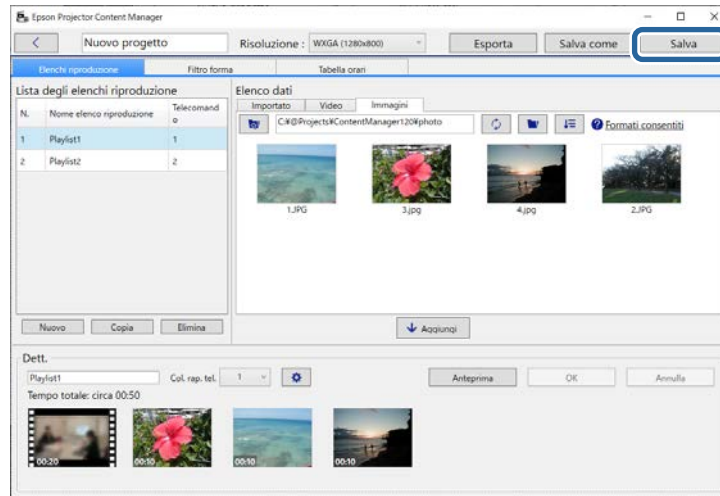 Epson Projector Content Manager
Nuovo progetto Risoluzione : WXGA (1280x800) Esporta Salva come Salva
Elenchi riproduzione Filtro forma Tabella orari
Lista degli elenchi riproduzione
N. Nome elenco riproduzione Telecomand
o
1 Playlist1 1
2 Playlist2 2
Nuovo Copia Elimina
Elenco dati
Importato Video Immagini
C:¥@Projects¥ContentManager120¥photo Formati consentiti
1.JPG 3.jpg 4.jpg 2.JPG
Aggiungi
Dett.
Playlist1 Col. rap. tel. 1 Anteprima OK Annulla
Tempo totale: circa 00:50
00:20 00:10 00:10 00:10